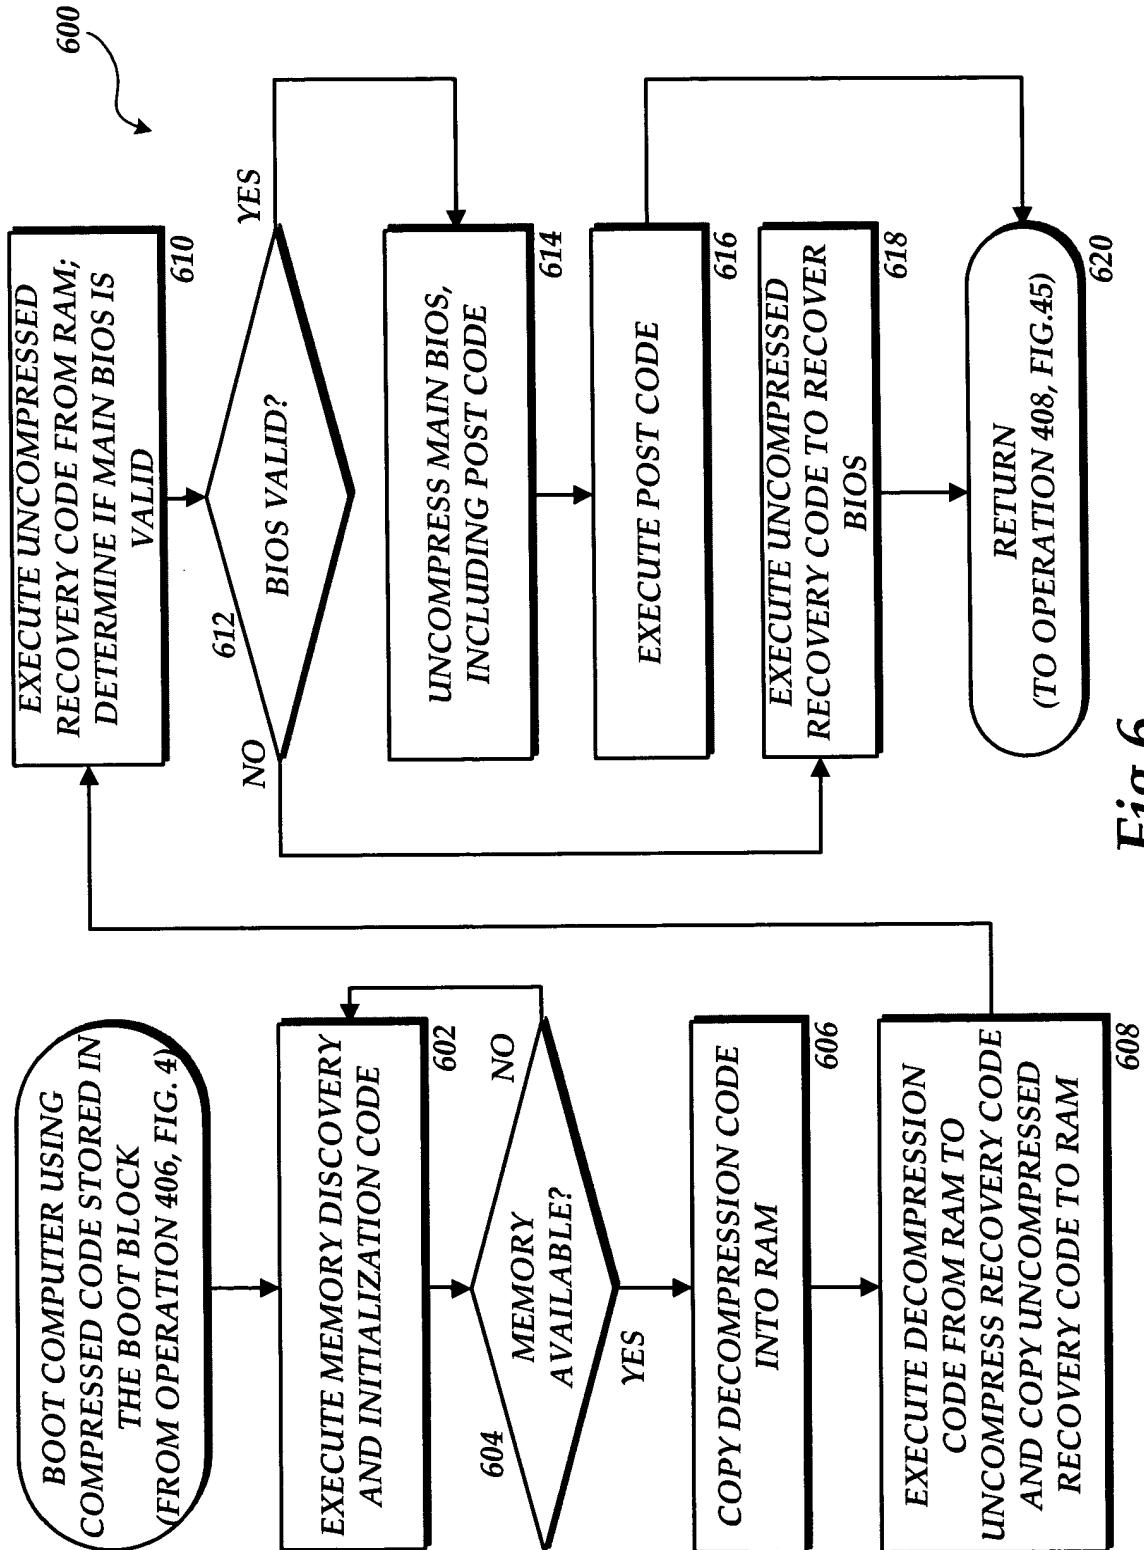 600
BOOT COMPUTER USING
COMPRESSED CODE STORED IN
THE BOOT BLOCK
(FROM OPERATION 406, FIG. 4)
EXECUTE MEMORY DISCOVERY
AND INITIALIZATION CODE
602
604
MEMORY
AVAILABLE?
NO
YES
COPY DECOMPRESSION CODE
INTO RAM
606
EXECUTE DECOMPRESSION
CODE FROM RAM TO
UNCOMPRESS RECOVERY CODE
AND COPY UNCOMPRESSED
RECOVERY CODE TO RAM
608
EXECUTE UNCOMPRESSED
RECOVERY CODE FROM RAM;
DETERMINE IF MAIN BIOS IS
VALID
610
612
BIOS VALID?
NO
YES
UNCOMPRESS MAIN BIOS,
INCLUDING POST CODE
614
EXECUTE POST CODE
616
EXECUTE UNCOMPRESSED
RECOVERY CODE TO RECOVER
BIOS
618
RETURN
(TO OPERATION 408, FIG.45)
620
Fig.6